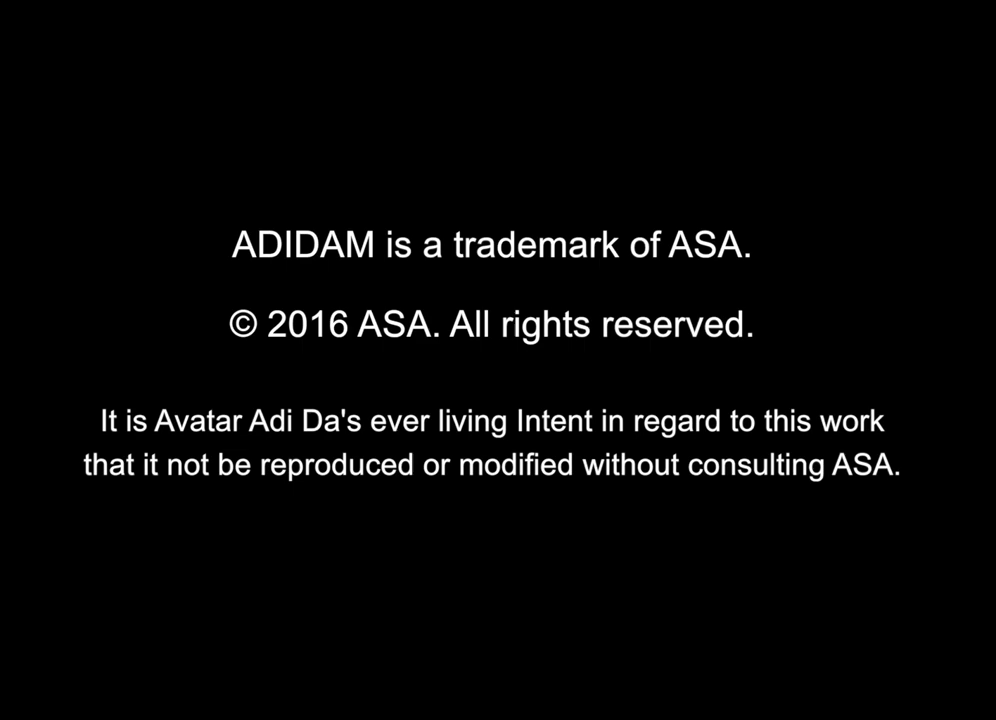 ADIDAM is a trademark of ASA.
© 2016 ASA. All rights reserved.
It is Avatar Adi Da's ever living Intent in regard to this work
that it not be reproduced or modified without consulting ASA.